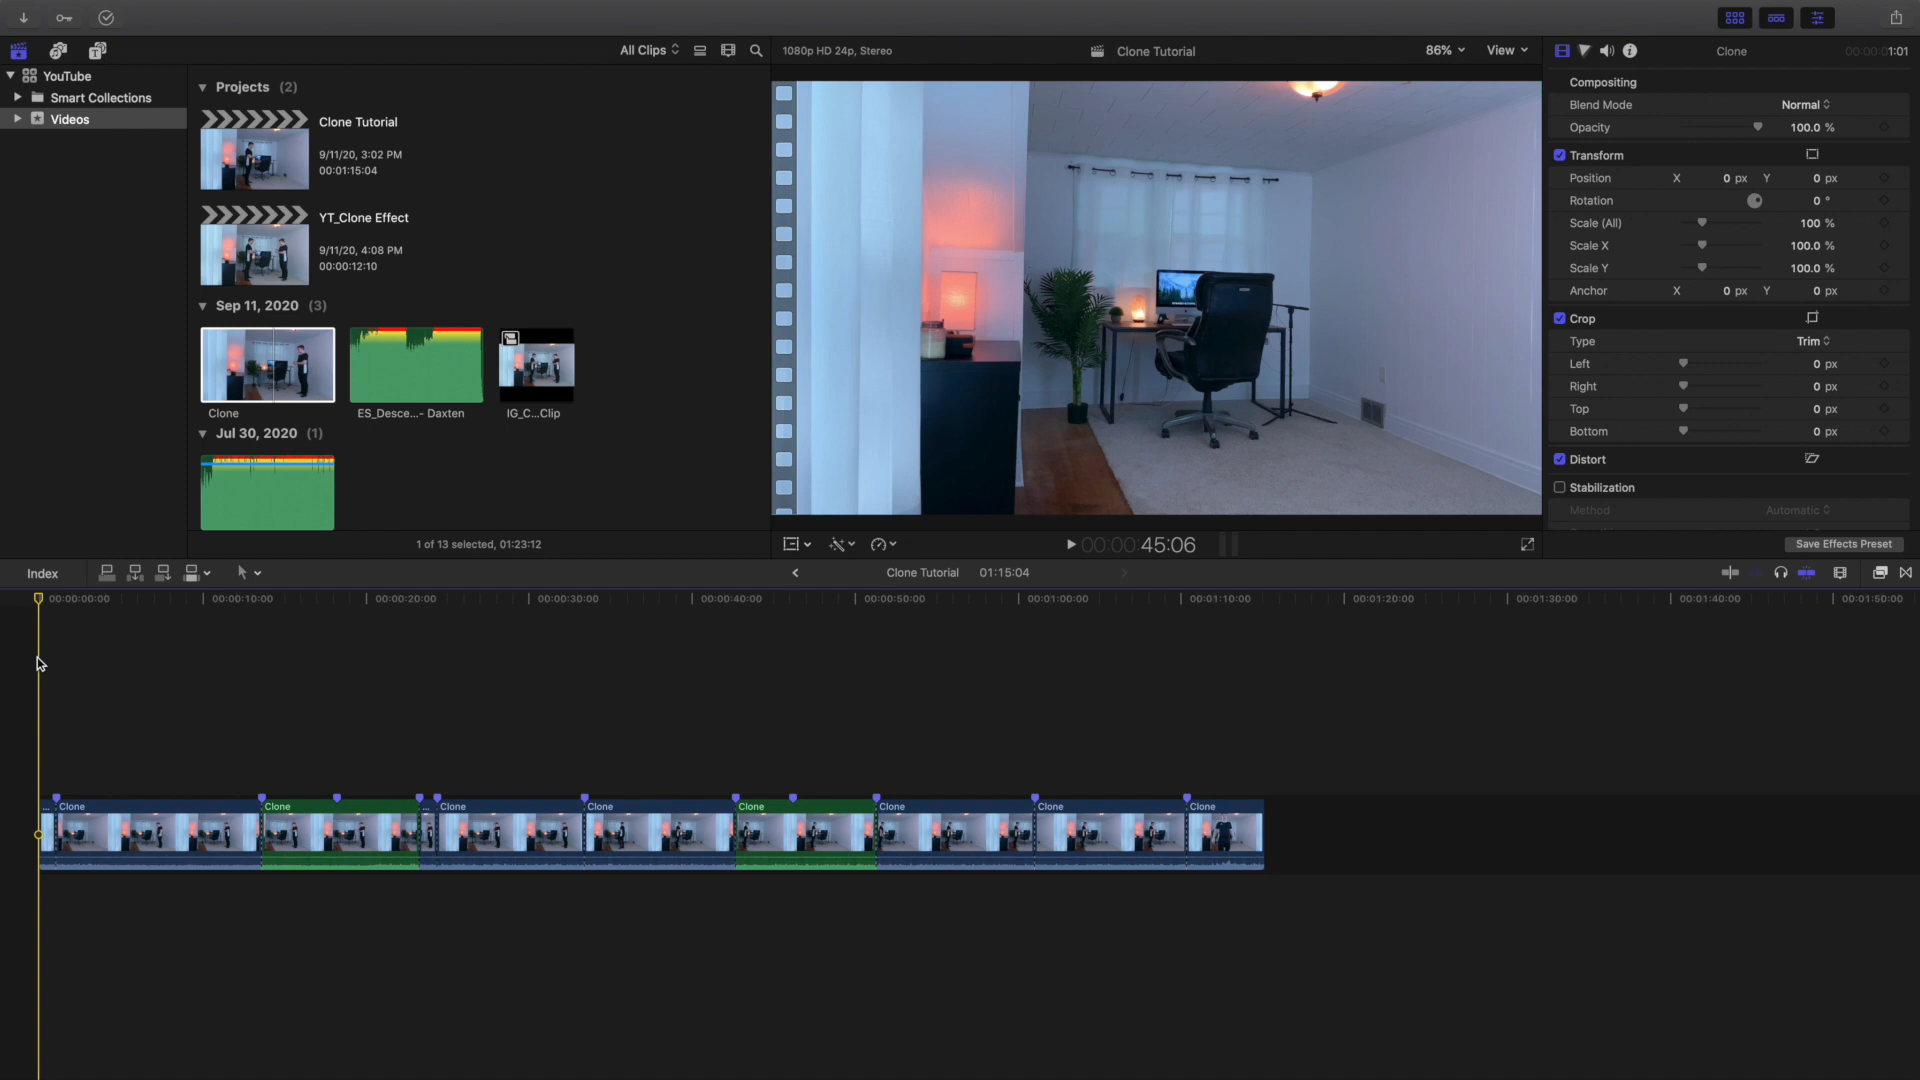 All Clips
1080p HD 24p, Stereo
Clone Tutorial
86%
View
Clone
00:00:01:01
YouTube
Smart Collections
Videos
Projects (2)
Clone Tutorial
9/11/20, 3:02 PM
00:01:15:04
YT_Clone Effect
9/11/20, 4:08 PM
00:00:12:10
Sep 11, 2020 (3)
Clone
ES_Desce...- Daxten
IG_C...Clip
Jul 30, 2020 (1)
1 of 13 selected, 01:23:12
00:00:45:06
Compositing
Blend Mode Normal
Opacity 100.0 %
Transform
Position X 0 px Y 0 px
Rotation 0 °
Scale (All) 100 %
Scale X 100.0 %
Scale Y 100.0 %
Anchor X 0 px Y 0 px
Crop
Type Trim
Left 0 px
Right 0 px
Top 0 px
Bottom 0 px
Distort
Stabilization
Method Automatic
Save Effects Preset
Index
Clone Tutorial 01:15:04
00:00:00:00 00:00:10:00 00:00:20:00 00:00:30:00 00:00:40:00 00:00:50:00 00:01:00:00 00:01:10:00 00:01:20:00 00:01:30:00 00:01:40:00 00:01:50:00
... Clone Clone ... Clone Clone Clone Clone Clone Clone